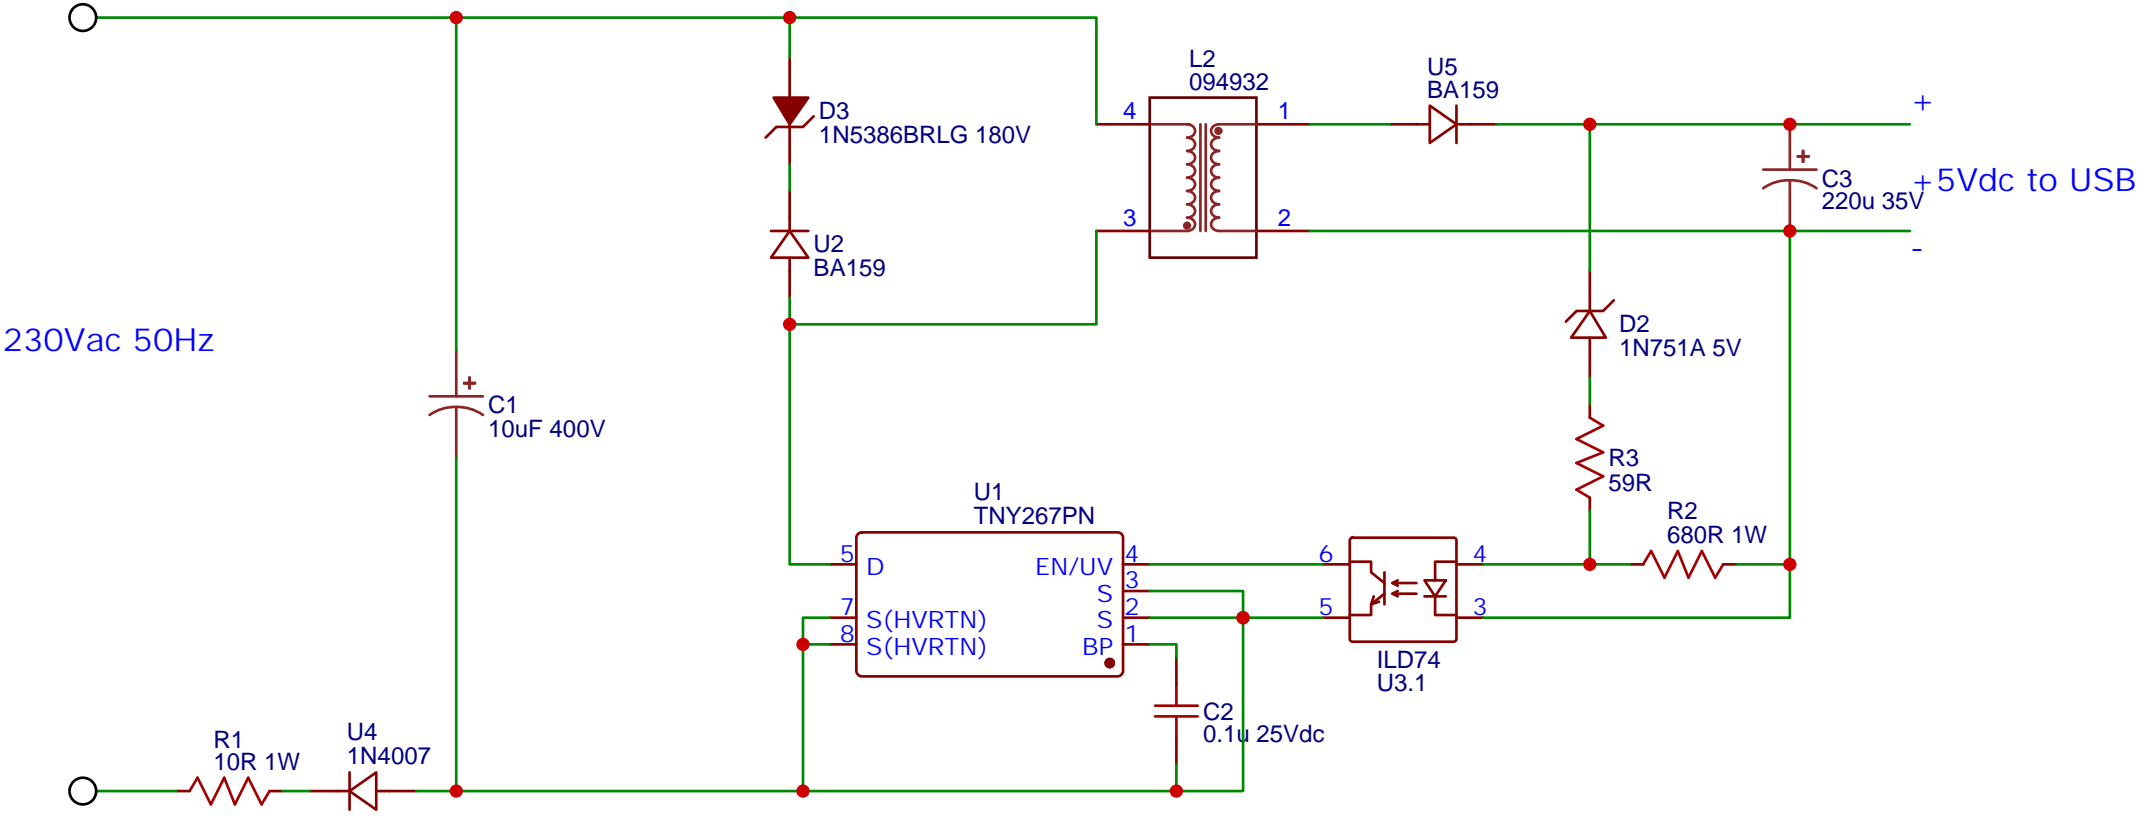 L2
094932
4
3
1
2
U5
BA159
+
+ 5Vdc to USB
-
+
C3
220u 35V
D3
1N5386BRLG 180V
U2
BA159
230Vac 50Hz
+
C1
10uF 400V
D2
1N751A 5V
R3
59R
R2
680R 1W
U1
TNY267PN
5 D
7 S(HVRTN)
8 S(HVRTN)
EN/UV 4
S 3
S 2
BP 1
6
5
4
3
ILD74
U3.1
C2
0.1u 25Vdc
R1
10R 1W
U4
1N4007